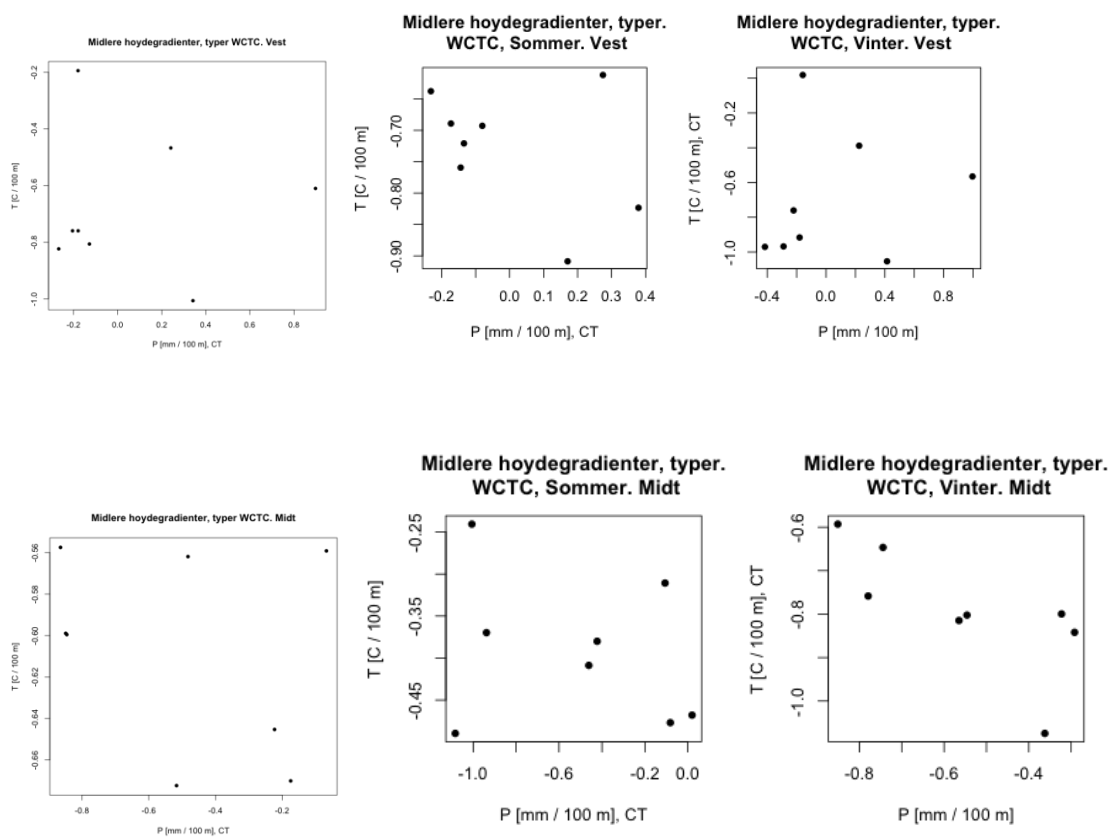 Midlere hoydegradienter, typer WCTC. Vest
-0.2
-0.4
-0.6
-0.8
-1.0
T [C / 100 m]
-0.2 0.0 0.2 0.4 0.6 0.8
P [mm / 100 m], CT
Midlere hoydegradienter, typer.
WCTC, Sommer. Vest
-0.70
-0.80
-0.90
T [C / 100 m]
-0.2 0.0 0.1 0.2 0.3 0.4
P [mm / 100 m], CT
Midlere hoydegradienter, typer.
WCTC, Vinter. Vest
-0.2
-0.6
-1.0
T [C / 100 m], CT
-0.4 0.0 0.4 0.8
P [mm / 100 m]
Midlere hoydegradienter, typer WCTC. Midt
-0.56
-0.58
-0.60
-0.62
-0.64
-0.66
T [C / 100 m]
-0.8 -0.6 -0.4 -0.2
P [mm / 100 m], CT
Midlere hoydegradienter, typer.
WCTC, Sommer. Midt
-0.25
-0.35
-0.45
T [C / 100 m]
-1.0 -0.6 -0.2 0.0
P [mm / 100 m], CT
Midlere hoydegradienter, typer.
WCTC, Vinter. Midt
-0.6
-0.8
-1.0
T [C / 100 m], CT
-0.8 -0.6 -0.4
P [mm / 100 m]